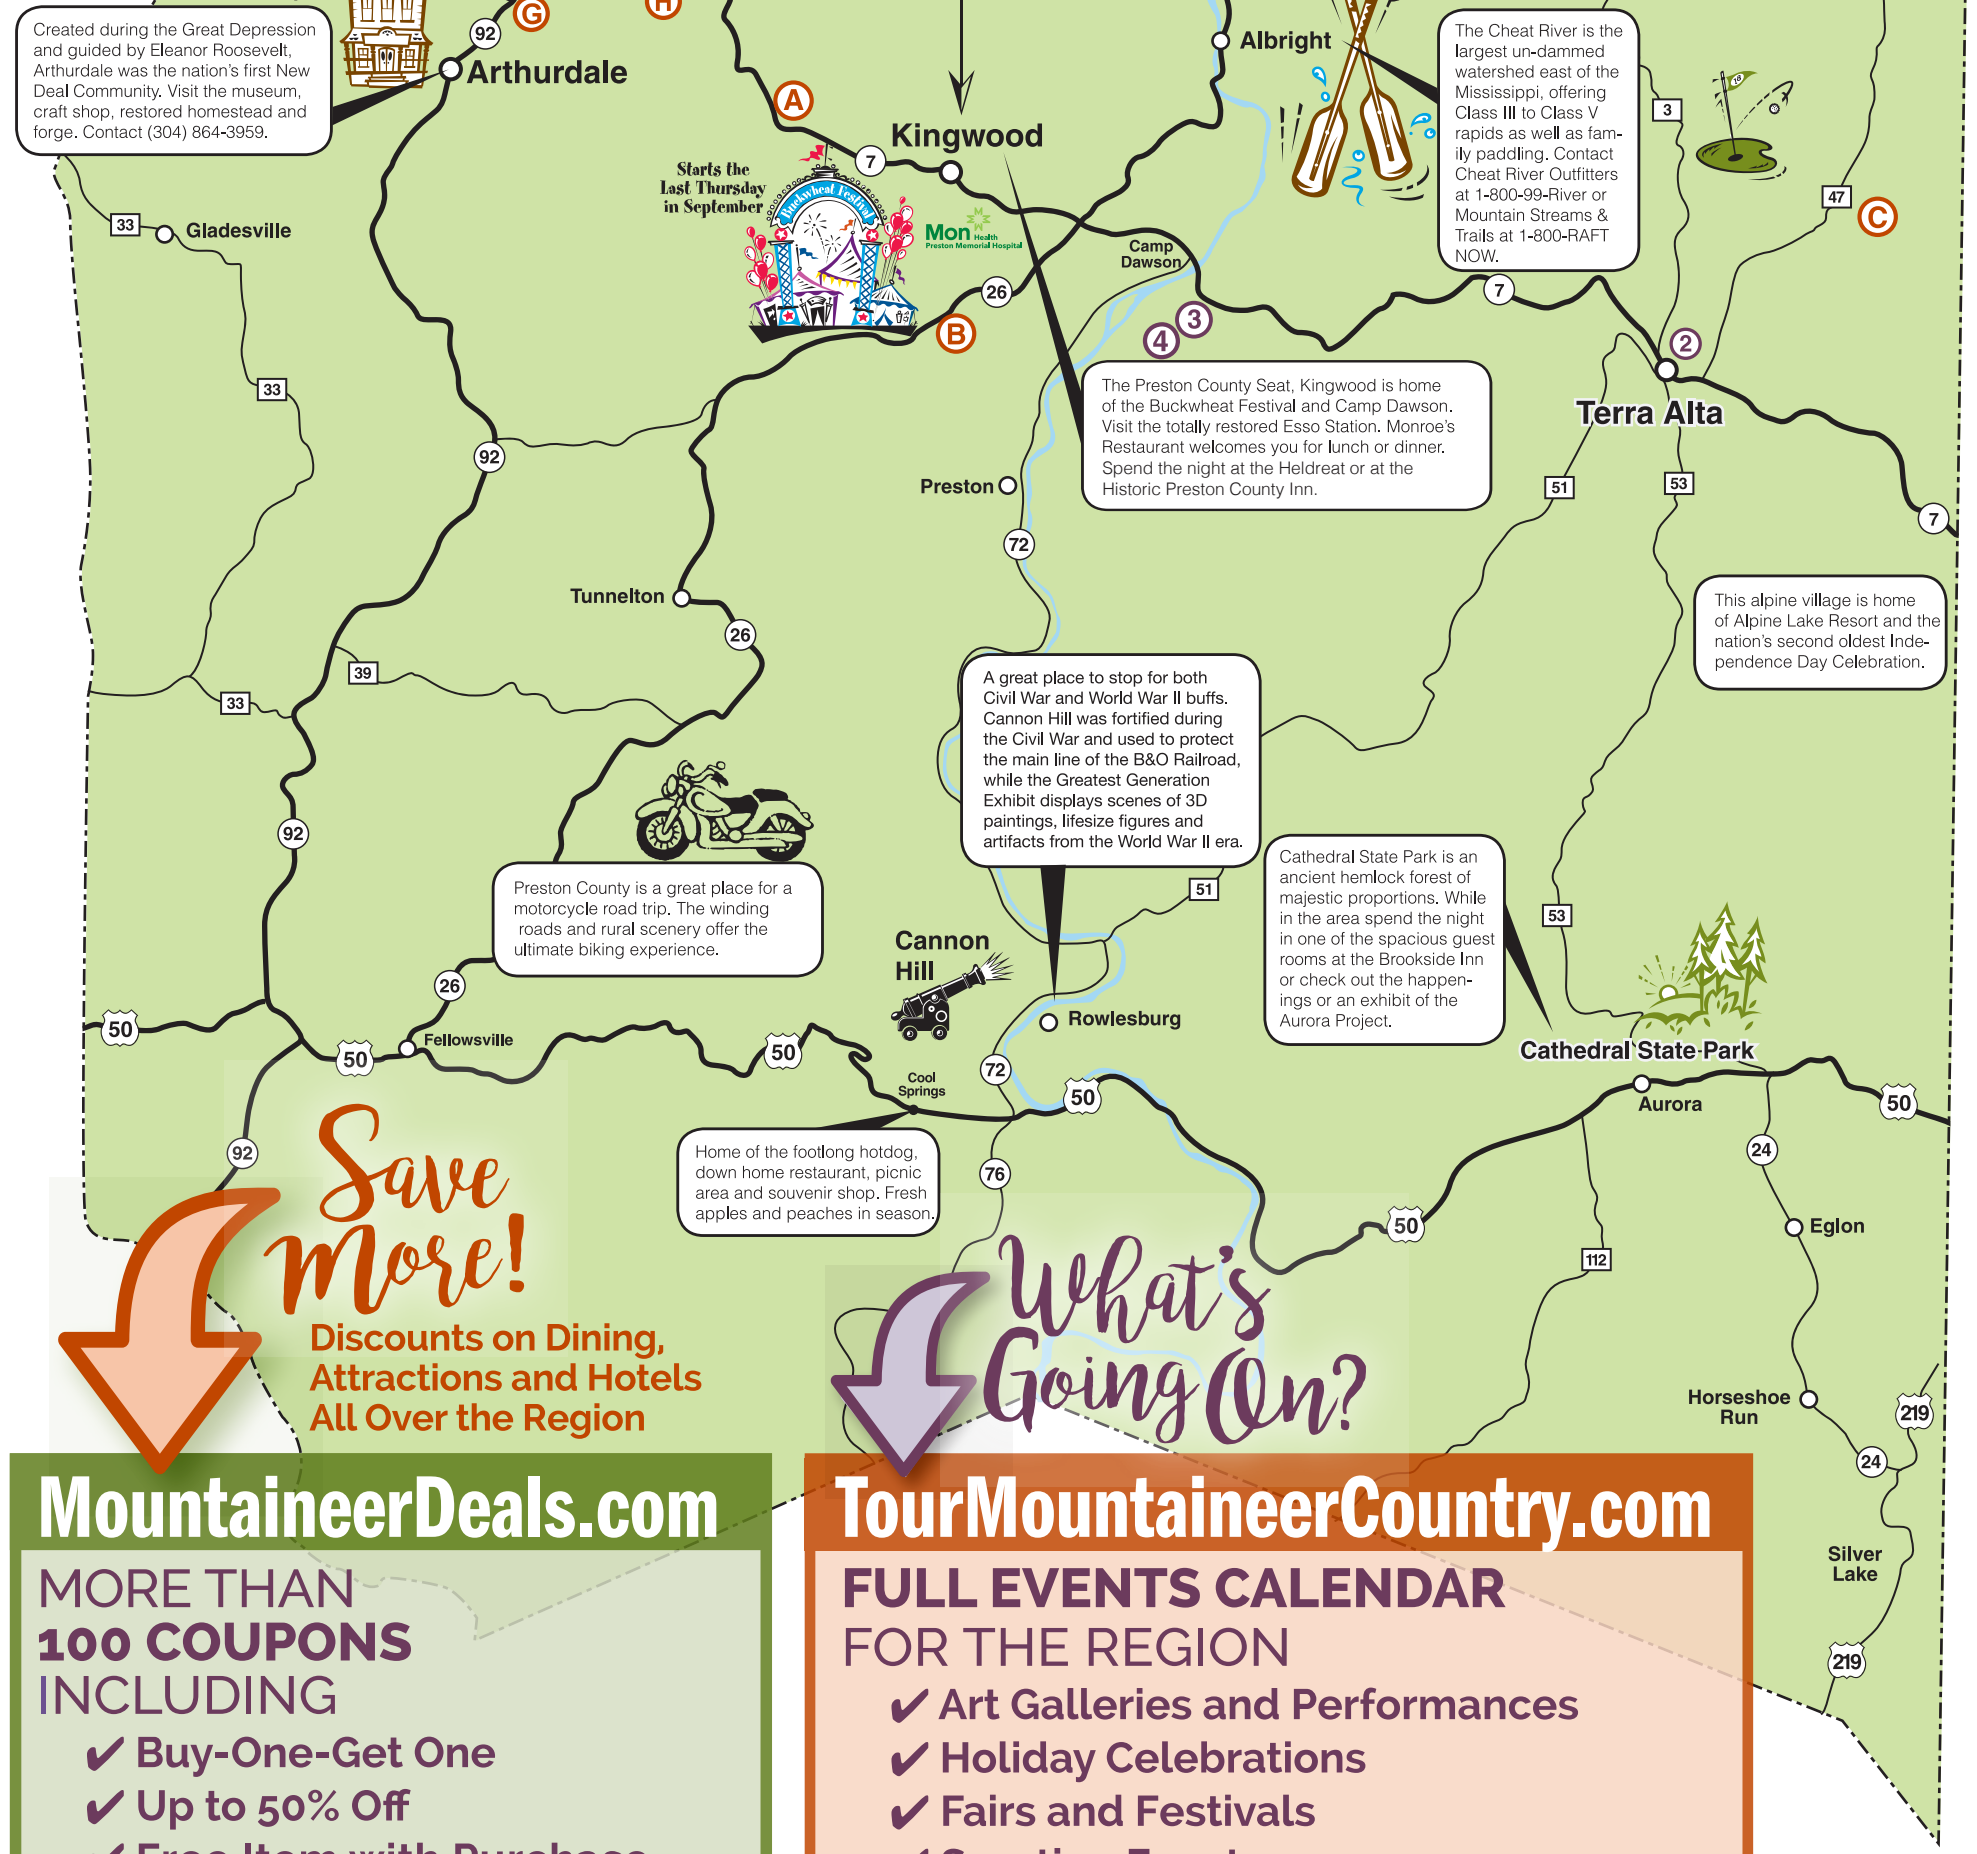 Created during the Great Depression
and guided by Eleanor Roosevelt,
Arthurdale was the nation's first New
Deal Community. Visit the museum,
craft shop, restored homestead and
forge. Contact (304) 864-3959.
92
G
H
Arthurdale
A
Kingwood
7
Starts the
Last Thursday
in September
Buckwheat Festival
Mon Health
Preston Memorial Hospital
Albright
The Cheat River is the
largest un-dammed
watershed east of the
Mississippi, offering
Class III to Class V
rapids as well as fam-
ily paddling. Contact
Cheat River Outfitters
at 1-800-99-River or
Mountain Streams &
Trails at 1-800-RAFT
NOW.
3
18
47
C
33
Gladesville
Camp
Dawson
26
B
3
4
7
2
Terra Alta
33
92
The Preston County Seat, Kingwood is home
of the Buckwheat Festival and Camp Dawson.
Visit the totally restored Esso Station. Monroe's
Restaurant welcomes you for lunch or dinner.
Spend the night at the Heldreat or at the
Historic Preston County Inn.
Preston
51
53
7
72
Tunnelton
26
This alpine village is home
of Alpine Lake Resort and the
nation's second oldest Inde-
pendence Day Celebration.
39
33
A great place to stop for both
Civil War and World War II buffs.
Cannon Hill was fortified during
the Civil War and used to protect
the main line of the B&O Railroad,
while the Greatest Generation
Exhibit displays scenes of 3D
paintings, lifesize figures and
artifacts from the World War II era.
92
Preston County is a great place for a
motorcycle road trip. The winding
roads and rural scenery offer the
ultimate biking experience.
51
Cathedral State Park is an
ancient hemlock forest of
majestic proportions. While
in the area spend the night
in one of the spacious guest
rooms at the Brookside Inn
or check out the happen-
ings or an exhibit of the
Aurora Project.
53
Cannon
Hill
26
50
50
Fellowsville
50
Rowlesburg
Cathedral State Park
72
Cool
Springs
50
Aurora
50
92
Home of the footlong hotdog,
down home restaurant, picnic
area and souvenir shop. Fresh
apples and peaches in season.
76
24
50
Eglon
112
Save
More!
Discounts on Dining,
Attractions and Hotels
All Over the Region
What's
Going On?
Horseshoe
Run
219
24
MountaineerDeals.com
MORE THAN
100 COUPONS
INCLUDING
✔ Buy-One-Get One
✔ Up to 50% Off
✔ Free Item with Purchase
TourMountaineerCountry.com
FULL EVENTS CALENDAR
FOR THE REGION
✔ Art Galleries and Performances
✔ Holiday Celebrations
✔ Fairs and Festivals
Silver
Lake
219